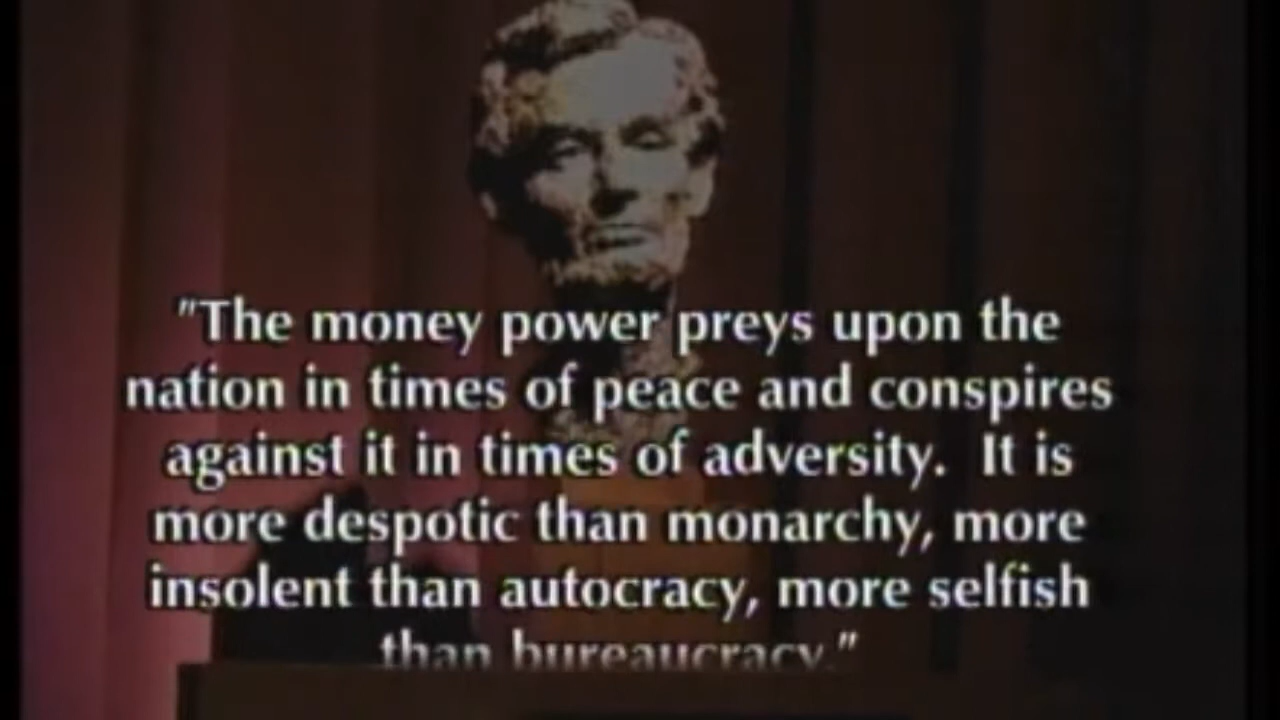 "The money power preys upon the
nation in times of peace and conspires
against it in times of adversity.  It is
more despotic than monarchy, more
insolent than autocracy, more selfish
than bureaucracy."